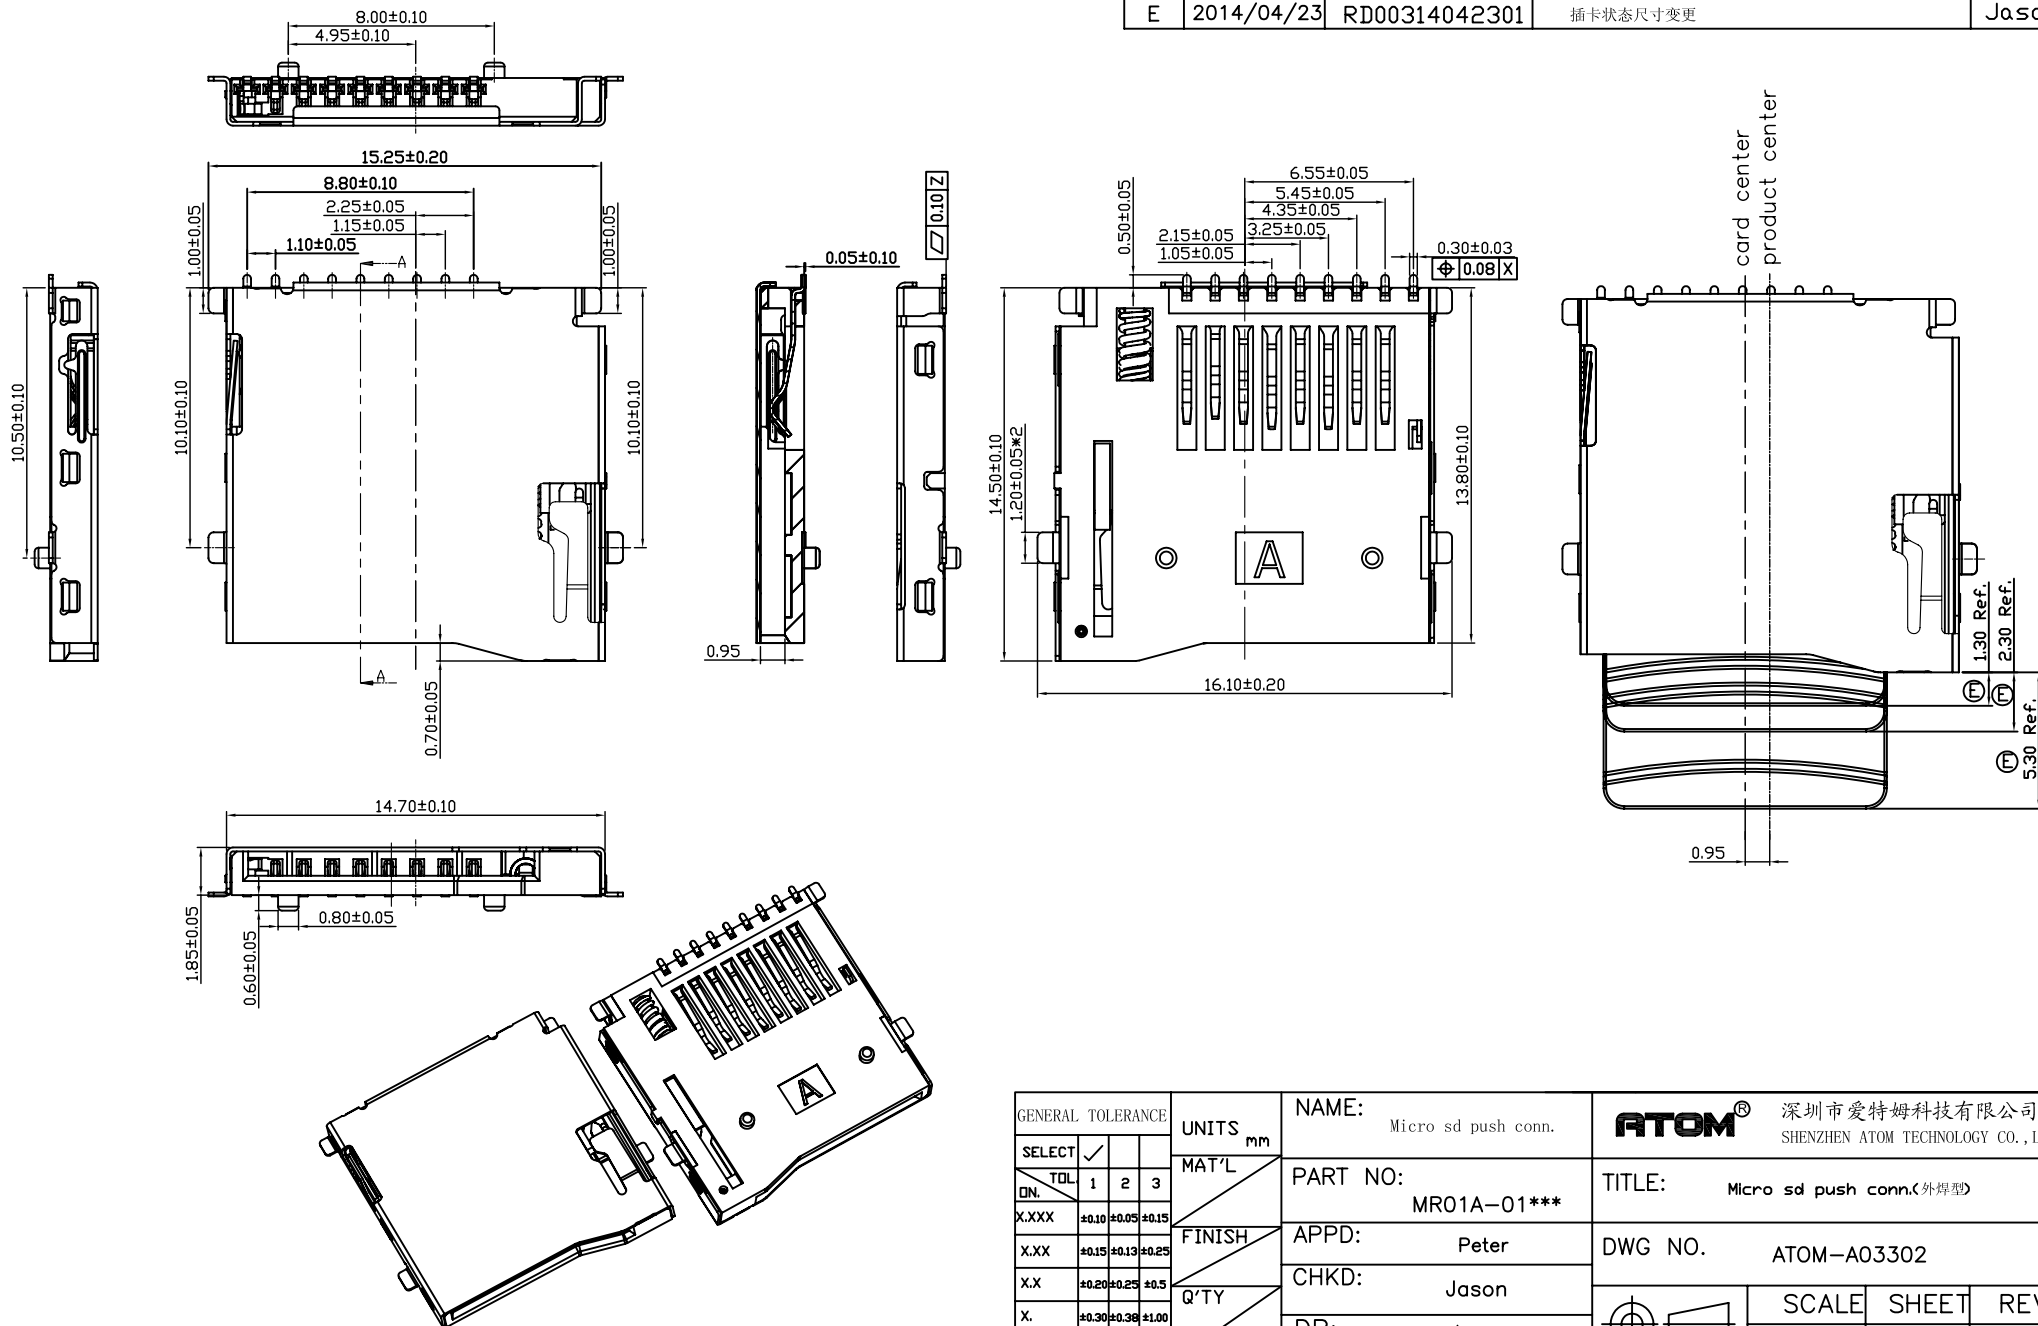 E 2014/04/23 RD00314042301 插卡状态尺寸变更
8.00±0.10
4.95±0.10
15.25±0.20
8.80±0.10
2.25±0.05
1.15±0.05
1.10±0.05
1.00±0.05
1.00±0.05
A
A
10.50±0.10
10.10±0.10
10.10±0.10
0.70±0.05
0.10 Z
0.05±0.10
0.95
6.55±0.05
5.45±0.05
4.35±0.05
3.25±0.05
2.15±0.05
1.05±0.05
0.50±0.05
0.30±0.03
0.08 X
14.50±0.10
1.20±0.05*2
13.80±0.10
A
16.10±0.20
card center
product center
1.30 Ref.
2.30 Ref.
E
E
E
5.30 Ref.
0.95
14.70±0.10
1.85±0.05
0.60±0.05
0.80±0.05
A
GENERAL TOLERANCE
SELECT
TOL.
DN.
1 2 3
X.XXX ±0.10 ±0.05 ±0.15
X.XX ±0.15 ±0.13 ±0.25
X.X ±0.20 ±0.25 ±0.5
X. ±0.30 ±0.38 ±1.00
UNITS mm
MAT'L
FINISH
Q'TY
NAME: Micro sd push conn.
PART NO: MR01A-01***
APPD: Peter
CHKD: Jason
ATOM®
深圳市爱特姆科技有限公司
SHENZHEN ATOM TECHNOLOGY CO.,
TITLE: Micro sd push conn.(外焊型)
DWG NO. ATOM-A03302
SCALE SHEET